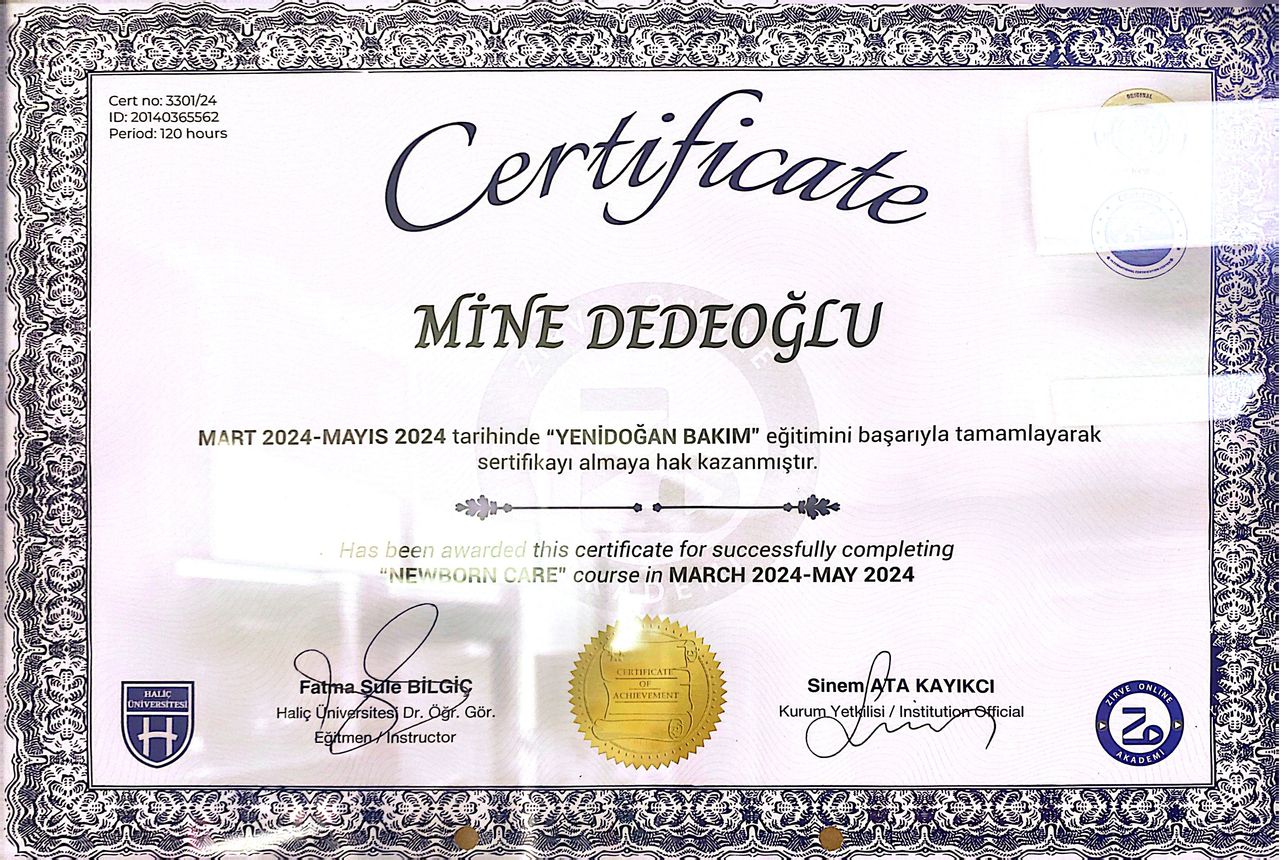 Cert no: 3301/24
ID: 20140365562
Period: 120 hours
Certificate
ORIGINAL
MİNE DEDEOĞLU
MART 2024-MAYIS 2024 tarihinde “YENİDOĞAN BAKIM” eğitimini başarıyla tamamlayarak
sertifikayı almaya hak kazanmıştır.
Has been awarded this certificate for successfully completing
“NEWBORN CARE” course in MARCH 2024-MAY 2024
HALİÇ
ÜNİVERSİTESİ
Fatma Şule BİLGİÇ
Haliç Üniversitesi Dr. Öğr. Gör.
Eğitmen / Instructor
CERTIFICATE
OF
ACHIEVEMENT
Sinem ATA KAYIKCI
Kurum Yetkilisi / Institution Official
ZİRVE ONLINE
AKADEMİ